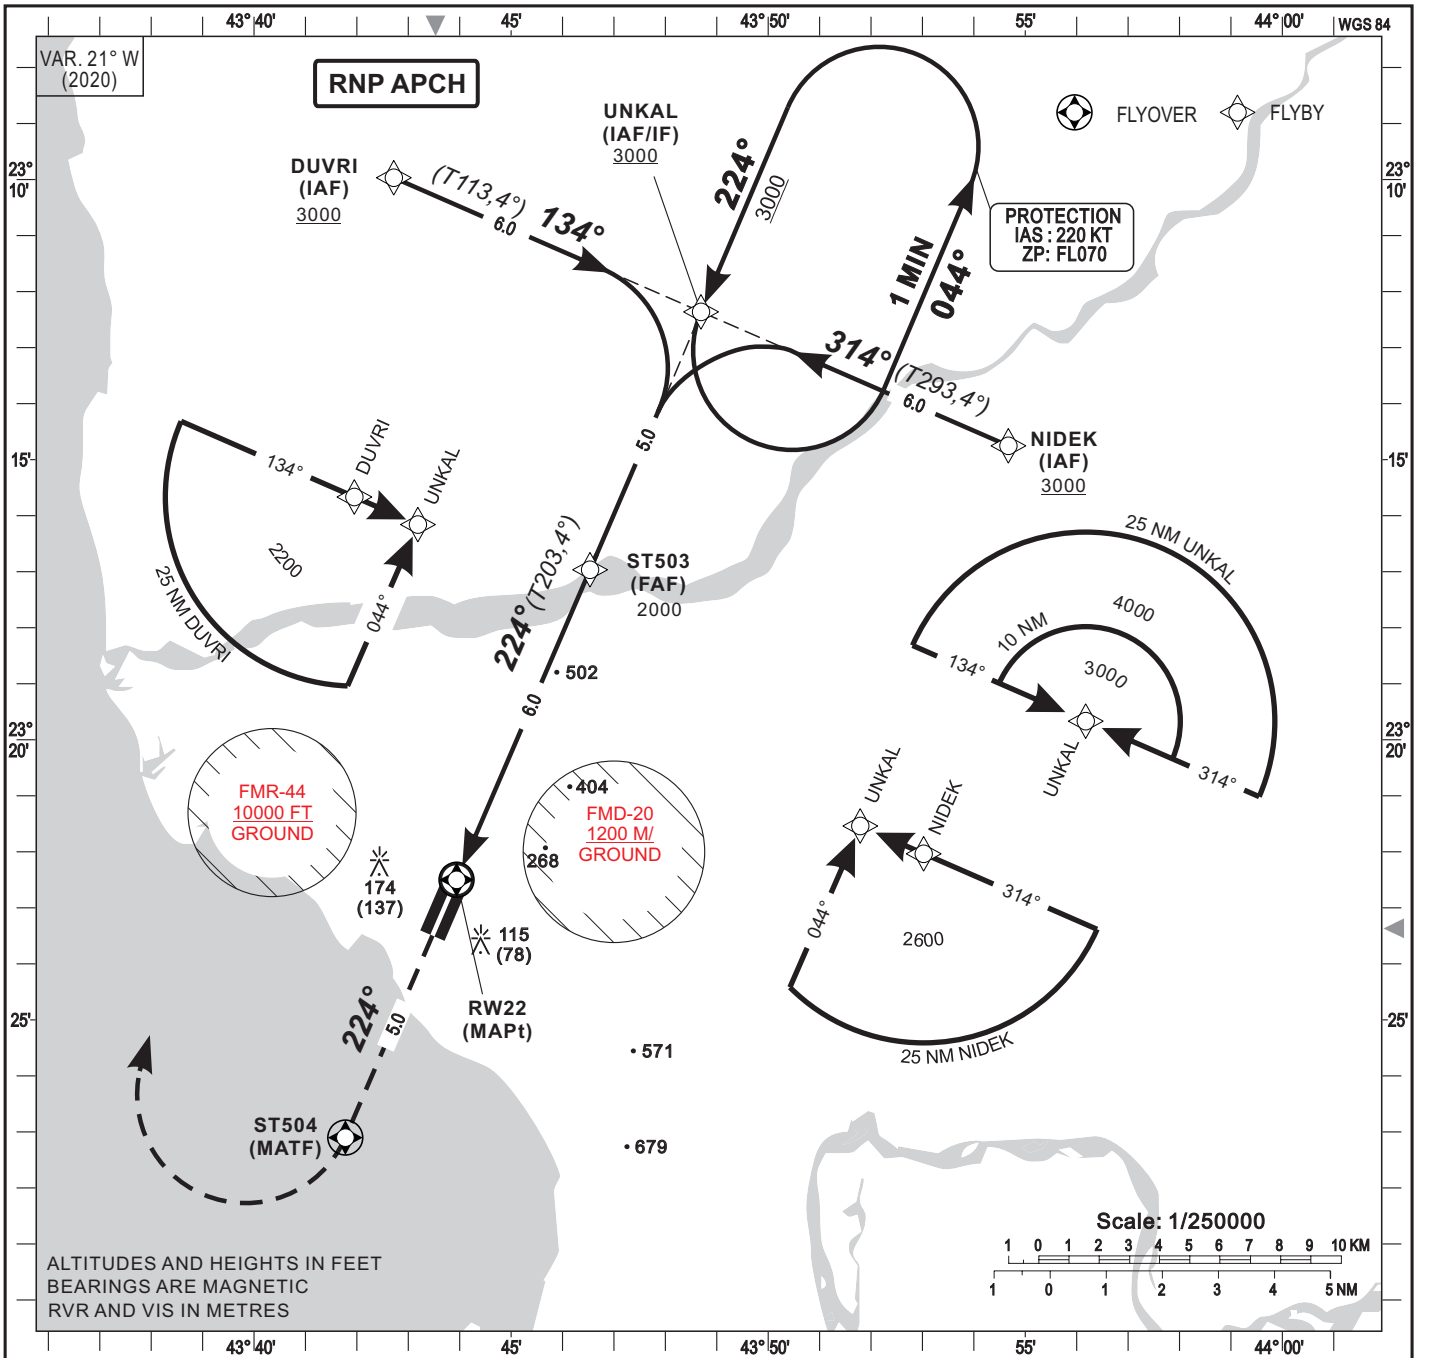 43°40' 45' 43°50' 55' 44°00' WGS 84
VAR. 21° W
(2020)
RNP APCH
FLYOVER
FLYBY
UNKAL
(IAF/IF)
3000
DUVRI
(IAF)
3000
23°
10'
23°
10'
(T113,4°)
6.0
134°
224°
3000
PROTECTION
IAS : 220 KT
ZP: FL070
1 MIN
044°
314°
(T293,4°)
6.0
NIDEK
(IAF)
3000
5.0
15'
15'
134°
DUVRI
UNKAL
2200
044°
25 NM DUVRI
224°
(T203,4°)
ST503
(FAF)
2000
25 NM UNKAL
4000
10 NM
3000
134°
314°
UNKAL
502
6.0
23°
20'
23°
20'
FMR-44
10000 FT
GROUND
404
FMD-20
1200 M/
GROUND
268
UNKAL
NIDEK
314°
044°
2600
25 NM NIDEK
174
(137)
115
(78)
RW22
(MAPt)
224°
5.0
25'
25'
571
ST504
(MATF)
679
Scale: 1/250000
1 0 1 2 3 4 5 6 7 8 9 10 KM
1 0 1 2 3 4 5 NM
ALTITUDES AND HEIGHTS IN FEET
BEARINGS ARE MAGNETIC
RVR AND VIS IN METRES
43°40' 45' 43°50' 55' 44°00'